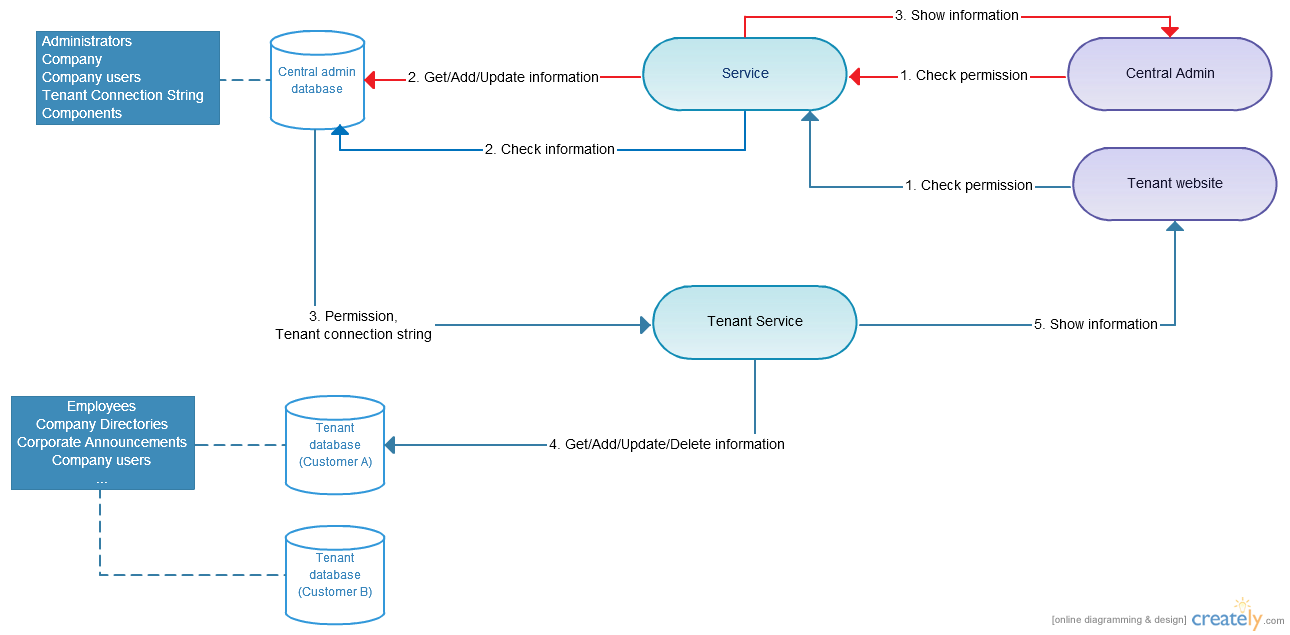 3. Show information
Administrators
Company
Company users
Tenant Connection String
Components
Central admin
database
2. Get/Add/Update information
Service
1. Check permission
Central Admin
2. Check information
1. Check permission
Tenant website
3. Permission,
Tenant connection string
Tenant Service
5. Show information
Employees
Company Directories
Corporate Announcements
Company users
...
Tenant
database
(Customer A)
4. Get/Add/Update/Delete information
Tenant
database
(Customer B)
[online diagramming & design] creately.com